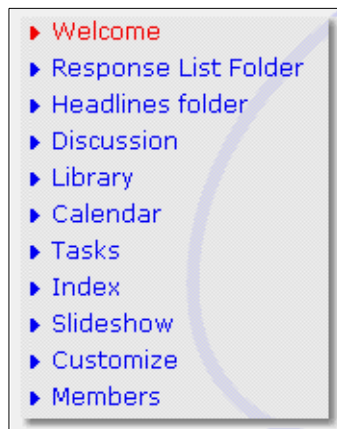 Welcome
Response List Folder
Headlines folder
Discussion
Library
Calendar
Tasks
Index
Slideshow
Customize
Members